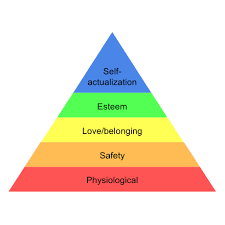 Self-
actualization
Esteem
Love/belonging
Safety
Physiological